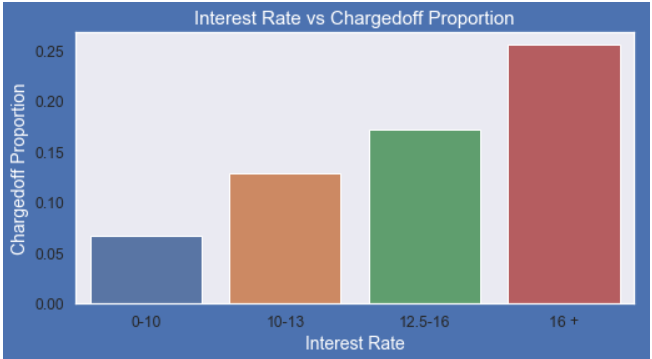 Interest Rate vs Chargedoff Proportion
0.25
0.20
0.15
0.10
0.05
0.00
Chargedoff Proportion
0-10 10-13 12.5-16 16 +
Interest Rate